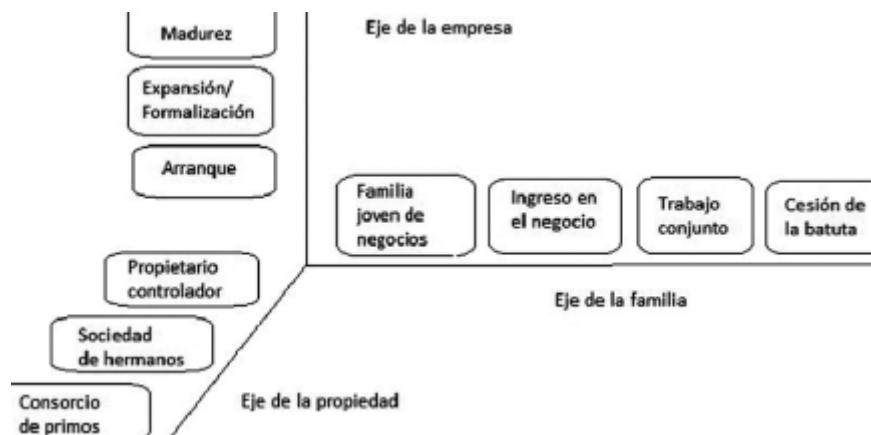 Madurez
Eje de la empresa
Expansión/
Formalización
Arranque
Familia
joven de
negocios
Ingreso en
el negocio
Trabajo
conjunto
Cesión de
la batuta
Propietario
controlador
Eje de la familia
Sociedad
de hermanos
Eje de la propiedad
Consorcio
de primos